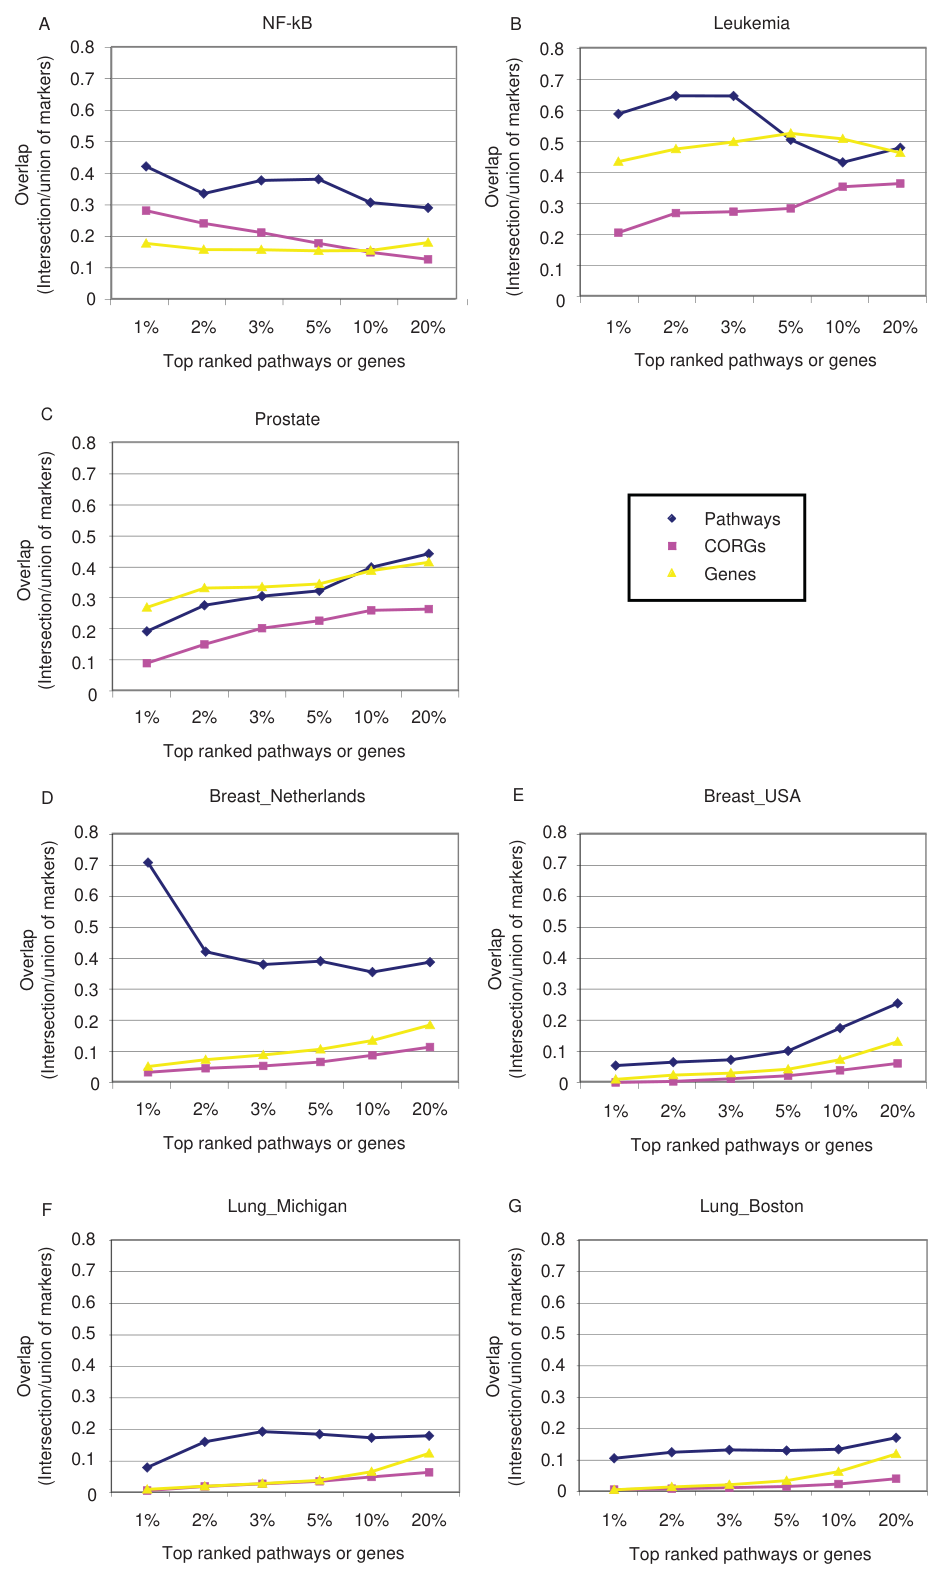 A
NF-kB
0.8
0.7
0.6
0.5
0.4
0.3
0.2
0.1
0
Overlap
(Intersection/union of markers)
1% 2% 3% 5% 10% 20%
Top ranked pathways or genes
B
Leukemia
0.8
0.7
0.6
0.5
0.4
0.3
0.2
0.1
0
Overlap
(Intersection/union of markers)
1% 2% 3% 5% 10% 20%
Top ranked pathways or genes
C
Prostate
0.8
0.7
0.6
0.5
0.4
0.3
0.2
0.1
0
Overlap
(Intersection/union of markers)
1% 2% 3% 5% 10% 20%
Top ranked pathways or genes
Pathways
CORGs
Genes
D
Breast_Netherlands
0.8
0.7
0.6
0.5
0.4
0.3
0.2
0.1
0
Overlap
(Intersection/union of markers)
1% 2% 3% 5% 10% 20%
Top ranked pathways or genes
E
Breast_USA
0.8
0.7
0.6
0.5
0.4
0.3
0.2
0.1
0
Overlap
(Intersection/union of markers)
1% 2% 3% 5% 10% 20%
Top ranked pathways or genes
F
Lung_Michigan
0.8
0.7
0.6
0.5
0.4
0.3
0.2
0.1
0
Overlap
(Intersection/union of markers)
1% 2% 3% 5% 10% 20%
Top ranked pathways or genes
G
Lung_Boston
0.8
0.7
0.6
0.5
0.4
0.3
0.2
0.1
0
Overlap
(Intersection/union of markers)
1% 2% 3% 5% 10% 20%
Top ranked pathways or genes